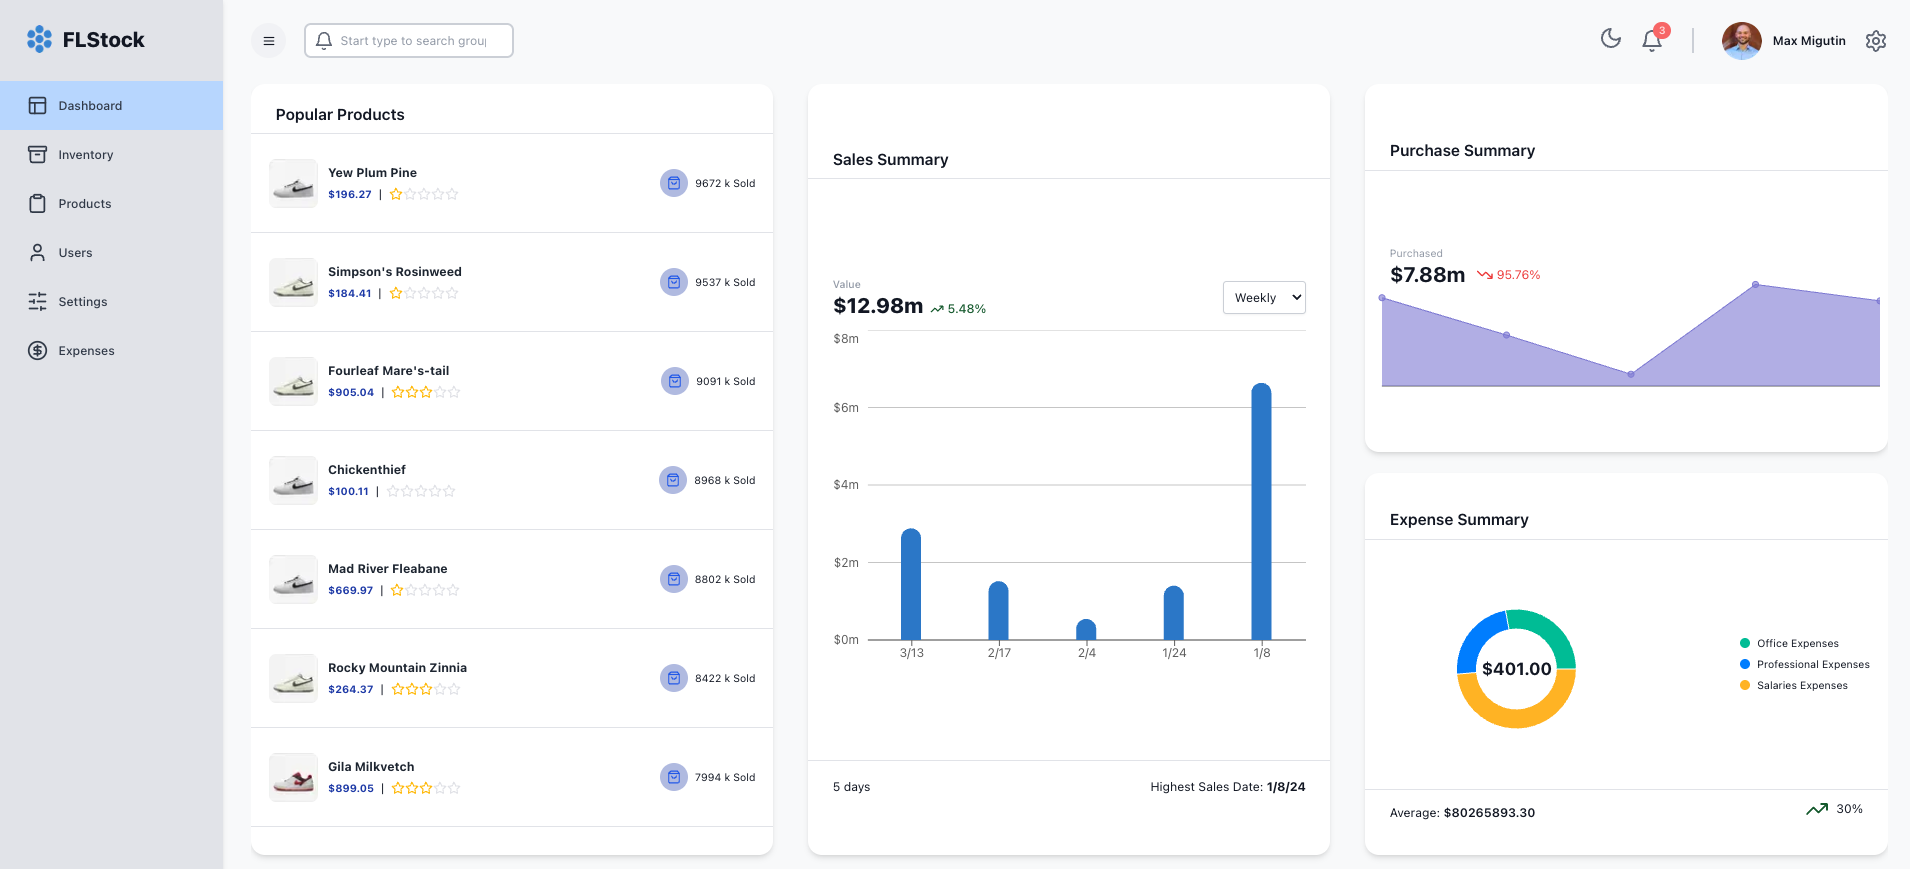 FLStock
Start type to search grou
3
Max Migutin
Dashboard
Inventory
Products
Users
Settings
Expenses
Popular Products
Yew Plum Pine
$196.27 |
9672 k Sold
Simpson's Rosinweed
$184.41 |
9537 k Sold
Fourleaf Mare's-tail
$905.04 |
9091 k Sold
Chickenthief
$100.11 |
8968 k Sold
Mad River Fleabane
$669.97 |
8802 k Sold
Rocky Mountain Zinnia
$264.37 |
8422 k Sold
Gila Milkvetch
$899.05 |
7994 k Sold
Sales Summary
Value
$12.98m 5.48%
Weekly
$8m
$6m
$4m
$2m
$0m
3/13 2/17 2/4 1/24 1/8
5 days
Highest Sales Date: 1/8/24
Purchase Summary
Purchased
$7.88m 95.76%
Expense Summary
$401.00
Office Expenses
Professional Expenses
Salaries Expenses
Average: $80265893.30
30%